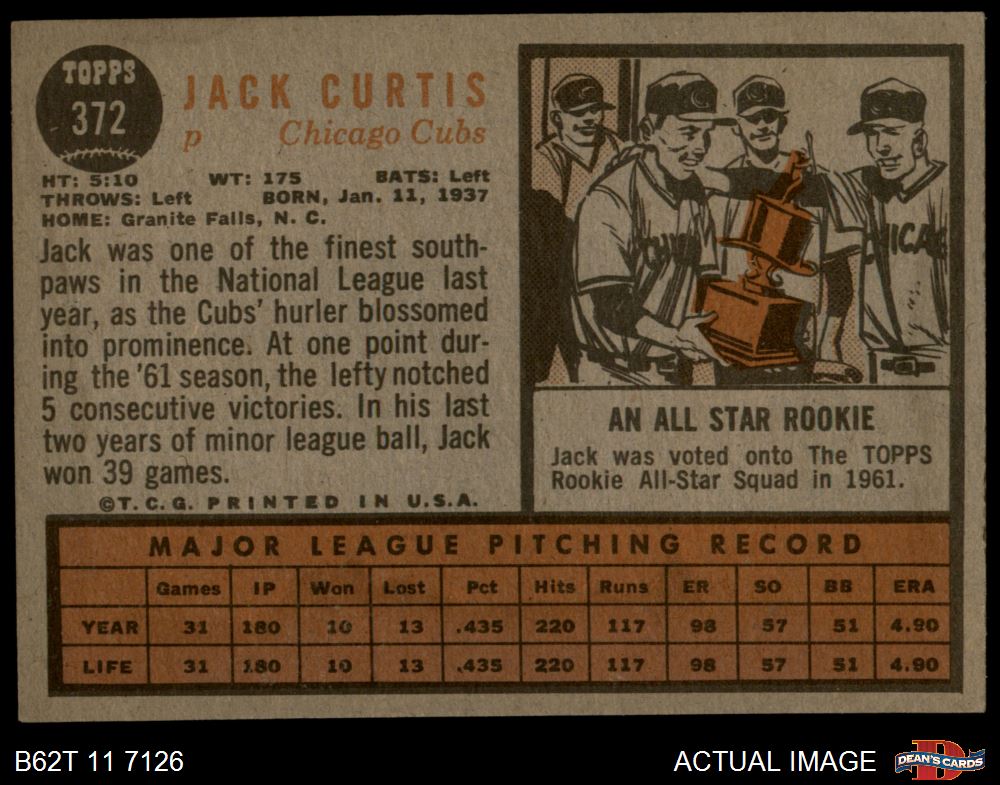 TOPPS
372
JACK CURTIS
p Chicago Cubs
HT: 5:10 WT: 175 BATS: Left
THROWS: Left BORN, Jan. 11, 1937
HOME: Granite Falls, N. C.
Jack was one of the finest south-
paws in the National League last
year, as the Cubs' hurler blossomed
into prominence. At one point dur-
ing the '61 season, the lefty notched
5 consecutive victories. In his last
two years of minor league ball, Jack
won 39 games.
©T. C. G. PRINTED IN U.S.A.
C
CHI
CHICAG
AN ALL STAR ROOKIE
Jack was voted onto The TOPPS
Rookie All-Star Squad in 1961.
MAJOR LEAGUE PITCHING RECORD
Games IP Won Lost Pct Hits Runs ER SO BB ERA
YEAR 31 180 10 13 .435 220 117 98 57 51 4.90
LIFE 31 180 10 13 .435 220 117 98 57 51 4.90
B62T 11 7126
ACTUAL IMAGE
D
DEAN'S CARDS